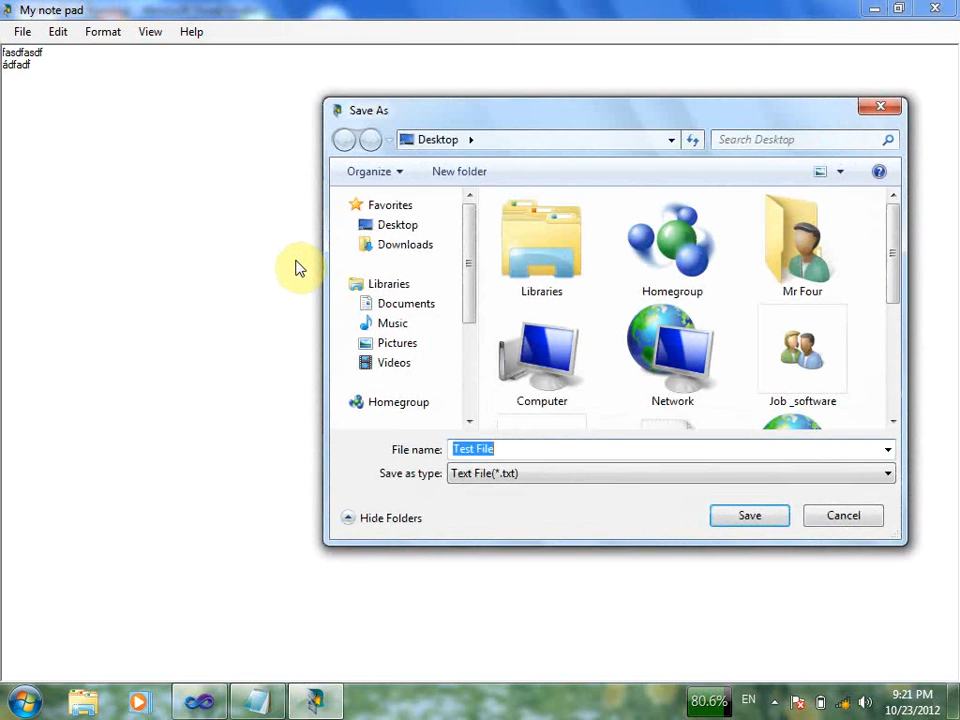 My note pad
File Edit Format View Help
fasdfasdf
ádfadf
Save As
Desktop
Search Desktop
Organize New folder
Favorites
Desktop
Downloads
Libraries
Documents
Music
Pictures
Videos
Homegroup
Libraries Homegroup Mr Four
Computer Network Job _software
File name: Test File
Save as type: Text File(*.txt)
Hide Folders Save Cancel
80.6% EN 9:21 PM
10/23/2012